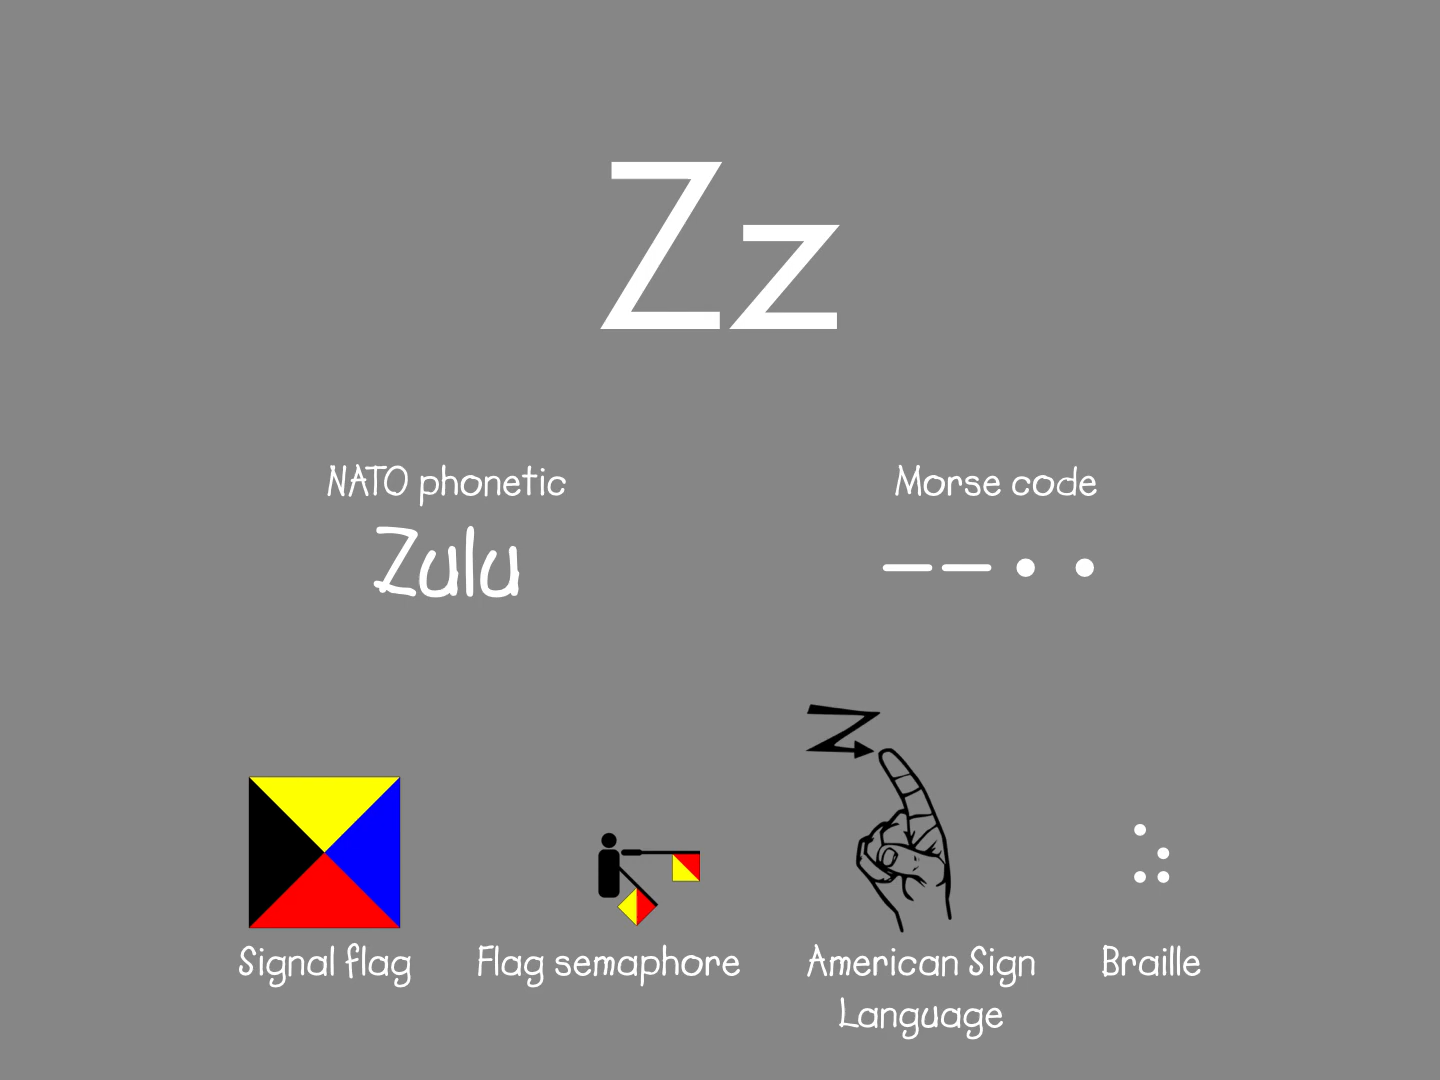 Zz
NATO phonetic
Zulu
Morse code
Z
Signal flag
Flag semaphore
American Sign
Language
Braille